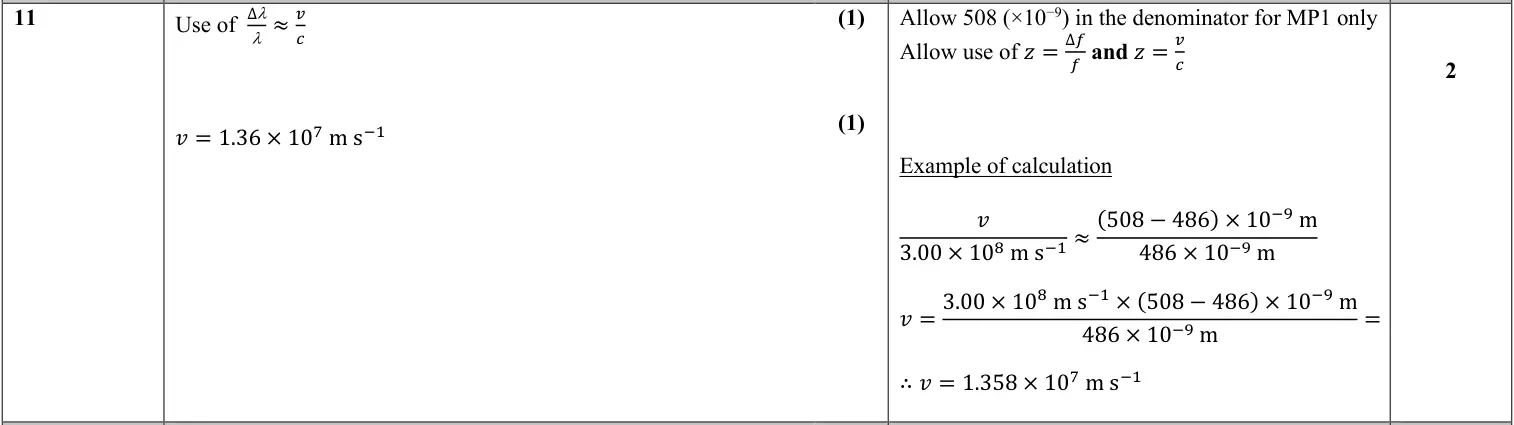 11
Use of Δλ/λ ≈ v/c (1)
v = 1.36 × 10⁷ m s⁻¹ (1)
Allow 508 (×10⁻⁹) in the denominator for MP1 only
Allow use of z = Δf/f and z = v/c
Example of calculation
v/(3.00 × 10⁸ m s⁻¹) ≈ ((508 − 486) × 10⁻⁹ m)/(486 × 10⁻⁹ m)
v = (3.00 × 10⁸ m s⁻¹ × (508 − 486) × 10⁻⁹ m)/(486 × 10⁻⁹ m) =
∴ v = 1.358 × 10⁷ m s⁻¹
2